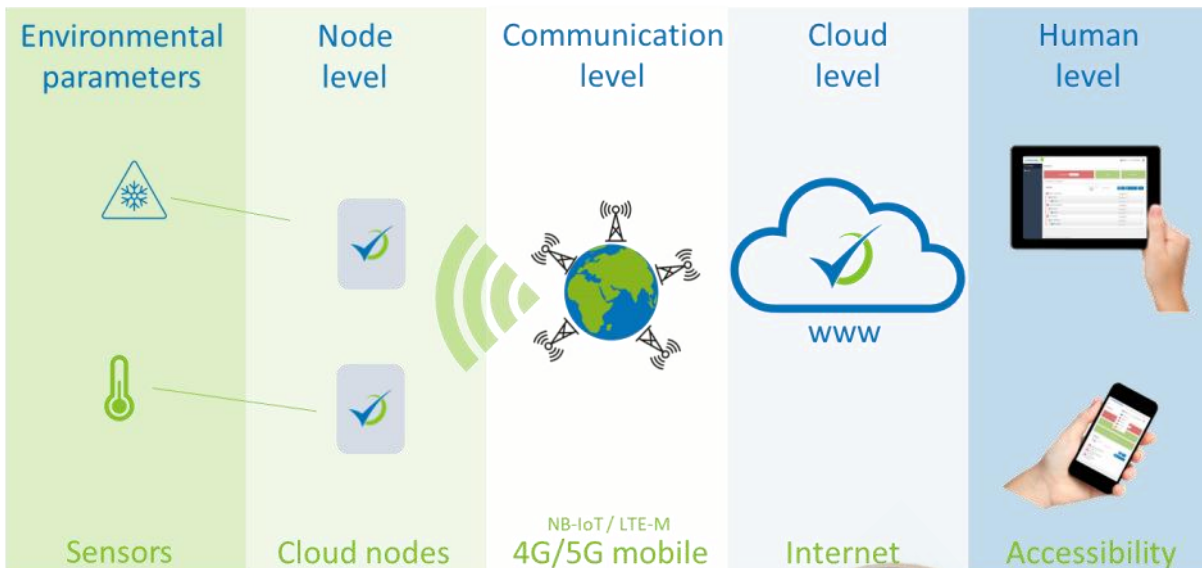 Environmental
parameters
Node
level
Communication
level
Cloud
level
Human
level
www
NB-IoT / LTE-M
Sensors
Cloud nodes
4G/5G mobile
Internet
Accessibility